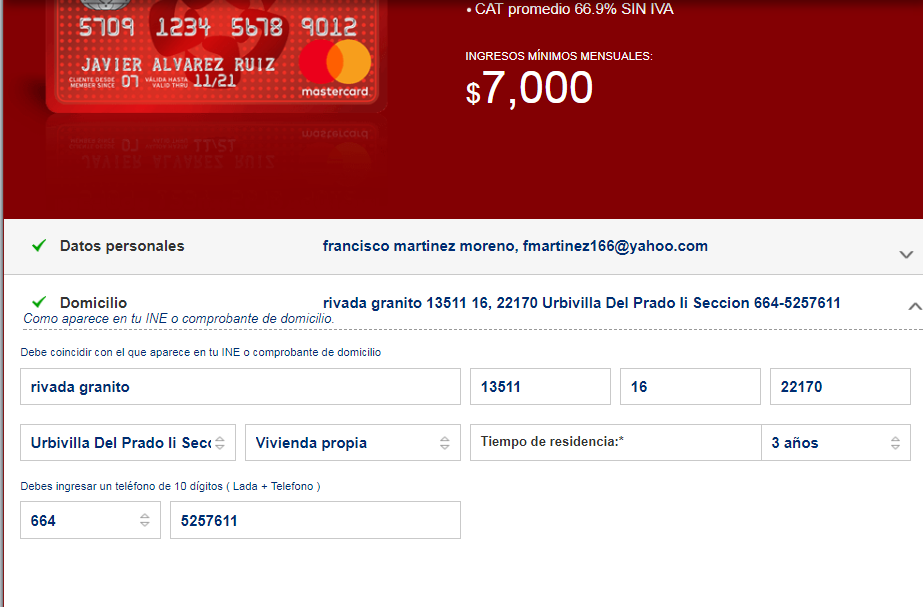 • CAT promedio 66.9% SIN IVA
5709 1234 5678 9012
INGRESOS MÍNIMOS MENSUALES:
$7,000
JAVIER ALVAREZ RUIZ
CLIENTE DESDE MEMBER SINCE 07 VÁLIDA HASTA VALID THRU 11/21
mastercard
Datos personales francisco martinez moreno, fmartinez166@yahoo.com
Domicilio rivada granito 13511 16, 22170 Urbivilla Del Prado Ii Seccion 664-5257611
Como aparece en tu INE o comprobante de domicilio.
Debe coincidir con el que aparece en tu INE o comprobante de domicilio
rivada granito 13511 16 22170
Urbivilla Del Prado Ii Secc Vivienda propia Tiempo de residencia:* 3 años
Debes ingresar un teléfono de 10 dígitos ( Lada + Telefono )
664 5257611